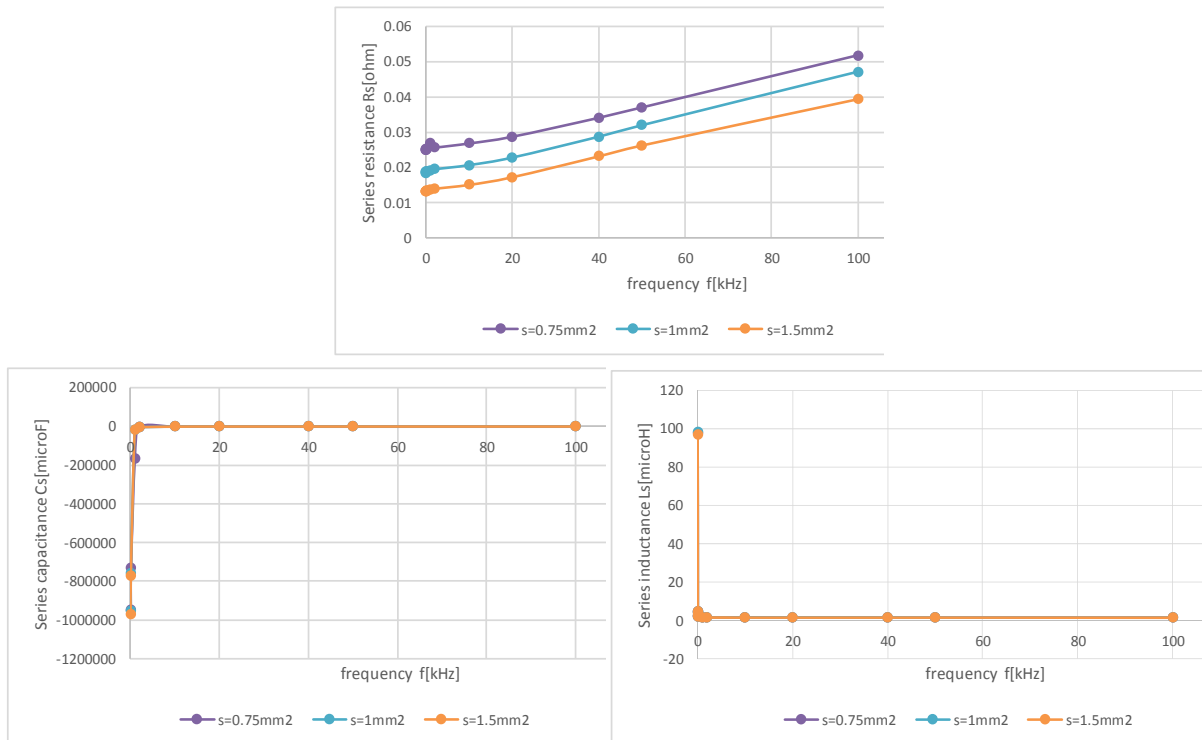 Series resistance Rs[ohm]
0.06
0.05
0.04
0.03
0.02
0.01
0
0 20 40 60 80 100
frequency f[kHz]
s=0.75mm2 s=1mm2 s=1.5mm2
Series capacitance Cs[microF]
200000
0
-200000
-400000
-600000
-800000
-1000000
-1200000
0 20 40 60 80 100
frequency f[kHz]
s=0.75mm2 s=1mm2 s=1.5mm2
Series inductance Ls[microH]
120
100
80
60
40
20
0
-20
0 20 40 60 80 100
frequency f[kHz]
s=0.75mm2 s=1mm2 s=1.5mm2